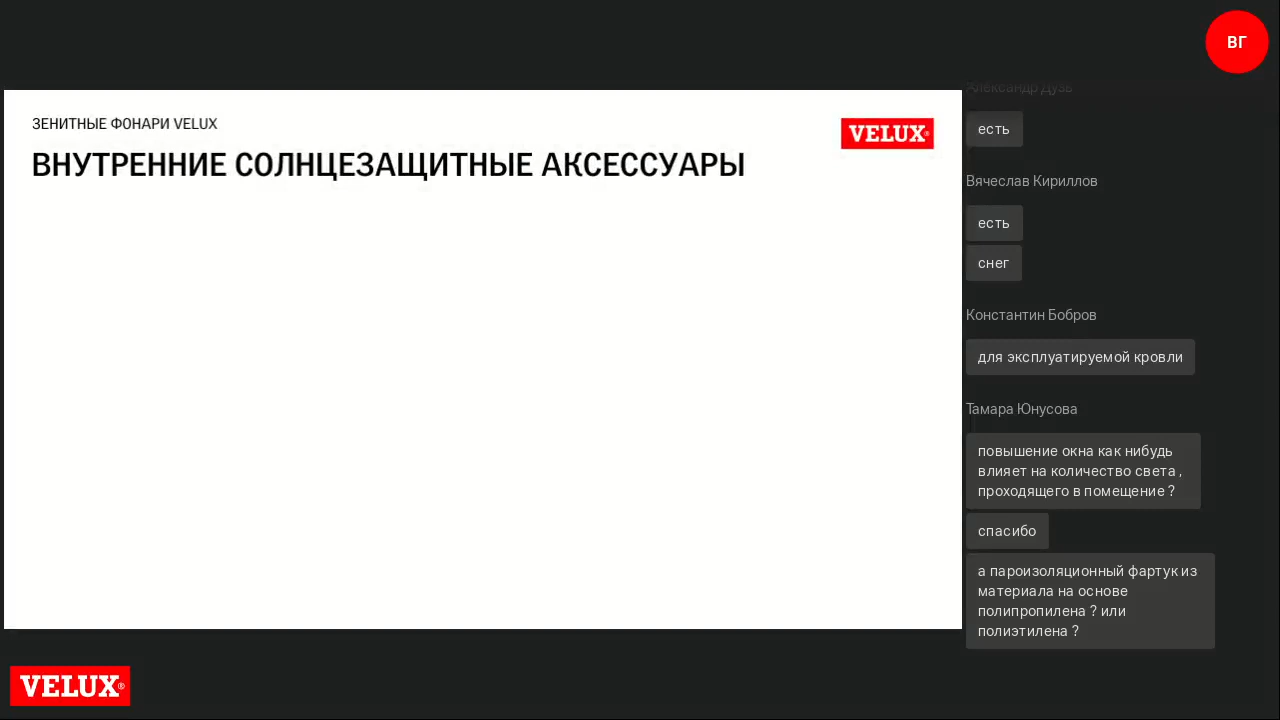 ВГ
ЗЕНИТНЫЕ ФОНАРИ VELUX
VELUX®
ВНУТРЕННИЕ СОЛНЦЕЗАЩИТНЫЕ АКСЕССУАРЫ
Александр Дузь
есть
Вячеслав Кириллов
есть
снег
Константин Бобров
для эксплуатируемой кровли
Тамара Юнусова
повышение окна как нибудь
влияет на количество света ,
проходящего в помещение ?
спасибо
а пароизоляционный фартук из
материала на основе
полипропилена ? или
полиэтилена ?
VELUX®